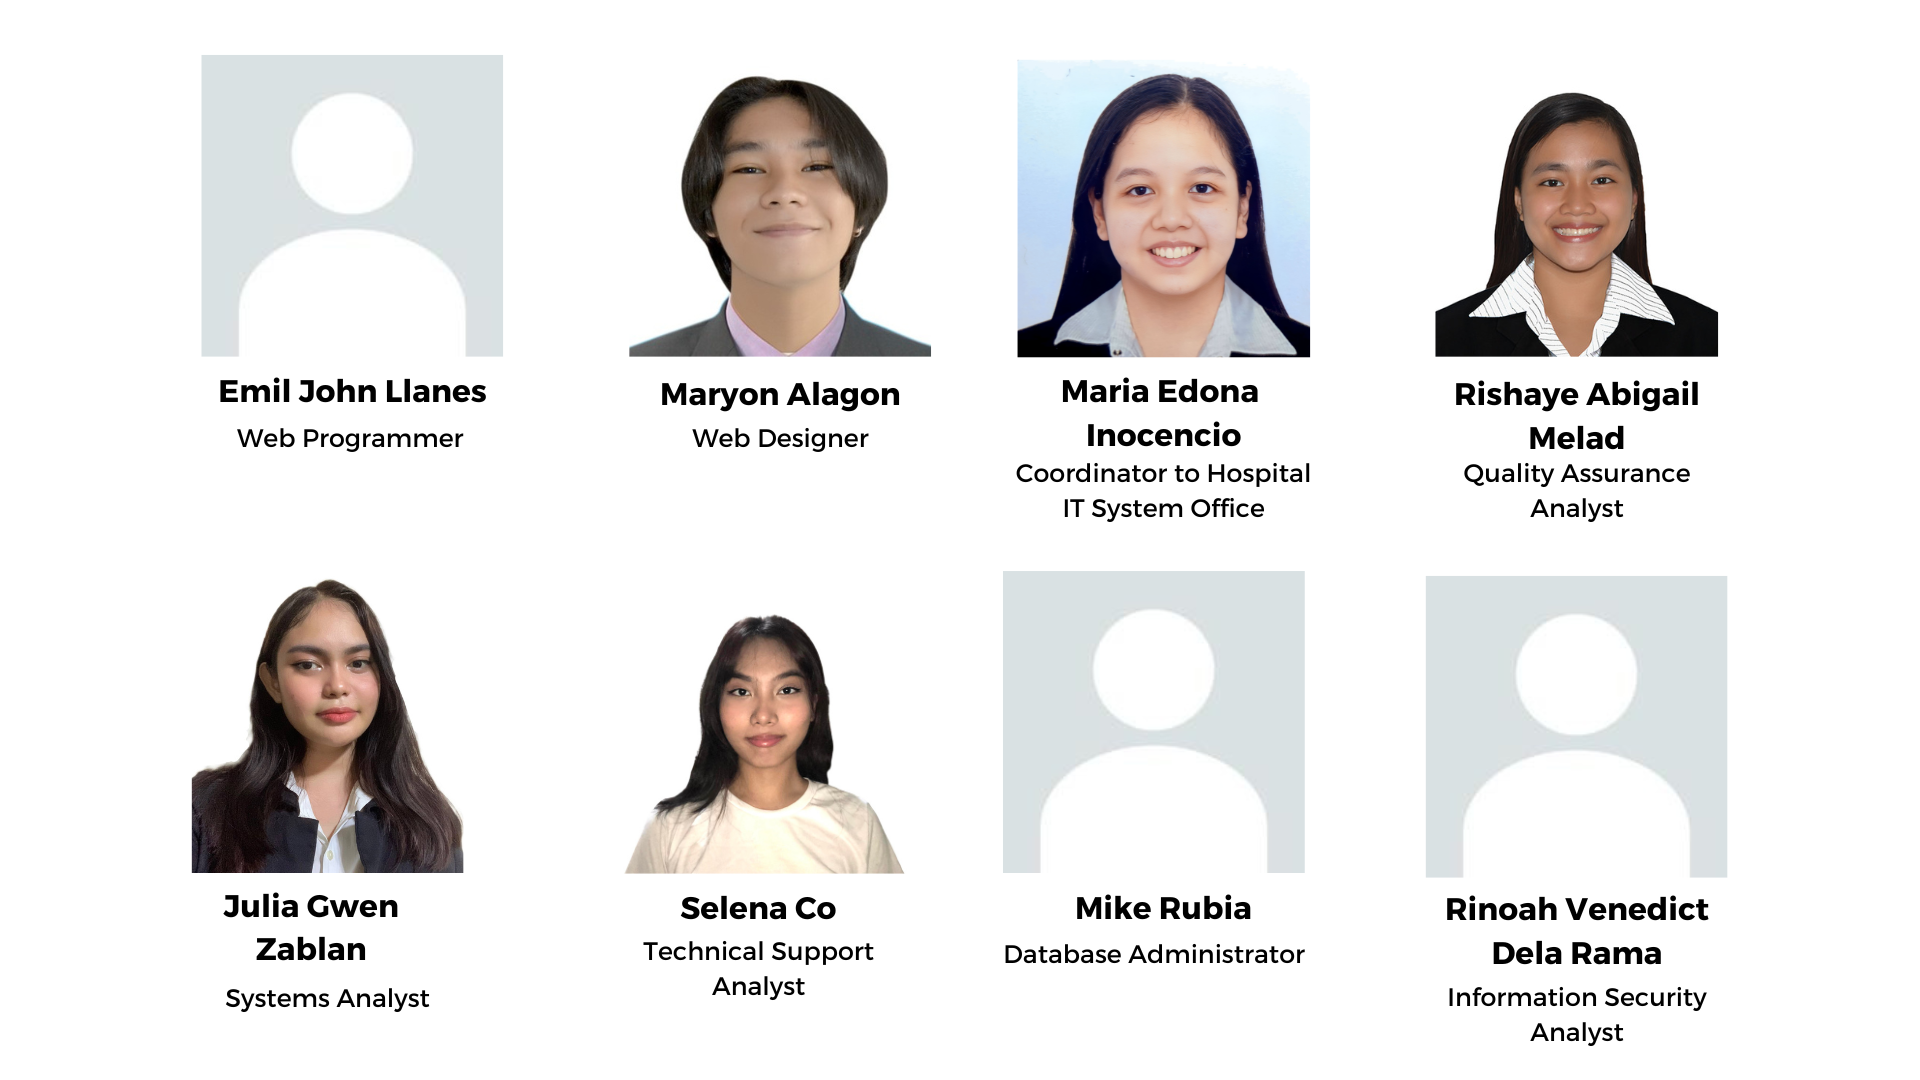 Emil John Llanes
Web Programmer
Maryon Alagon
Web Designer
Maria Edona
Inocencio
Coordinator to Hospital
IT System Office
Rishaye Abigail
Melad
Quality Assurance
Analyst
Julia Gwen
Zablan
Systems Analyst
Selena Co
Technical Support
Analyst
Mike Rubia
Database Administrator
Rinoah Venedict
Dela Rama
Information Security
Analyst